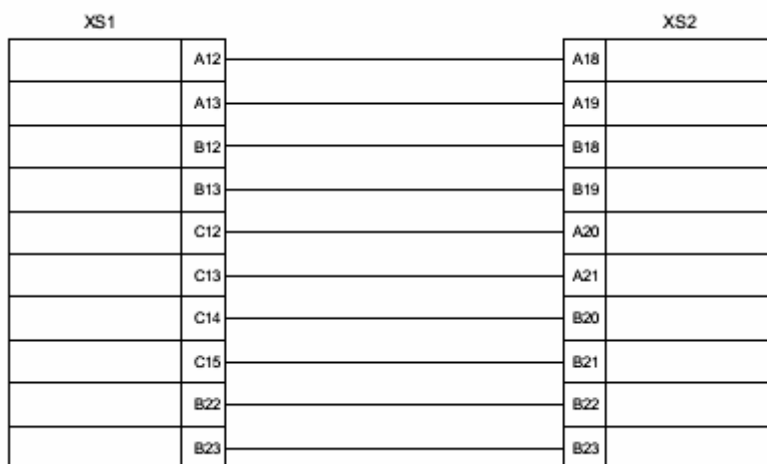 XS1 XS2
A12 A18
A13 A19
B12 B18
B13 B19
C12 A20
C13 A21
C14 B20
C15 B21
B22 B22
B23 B23